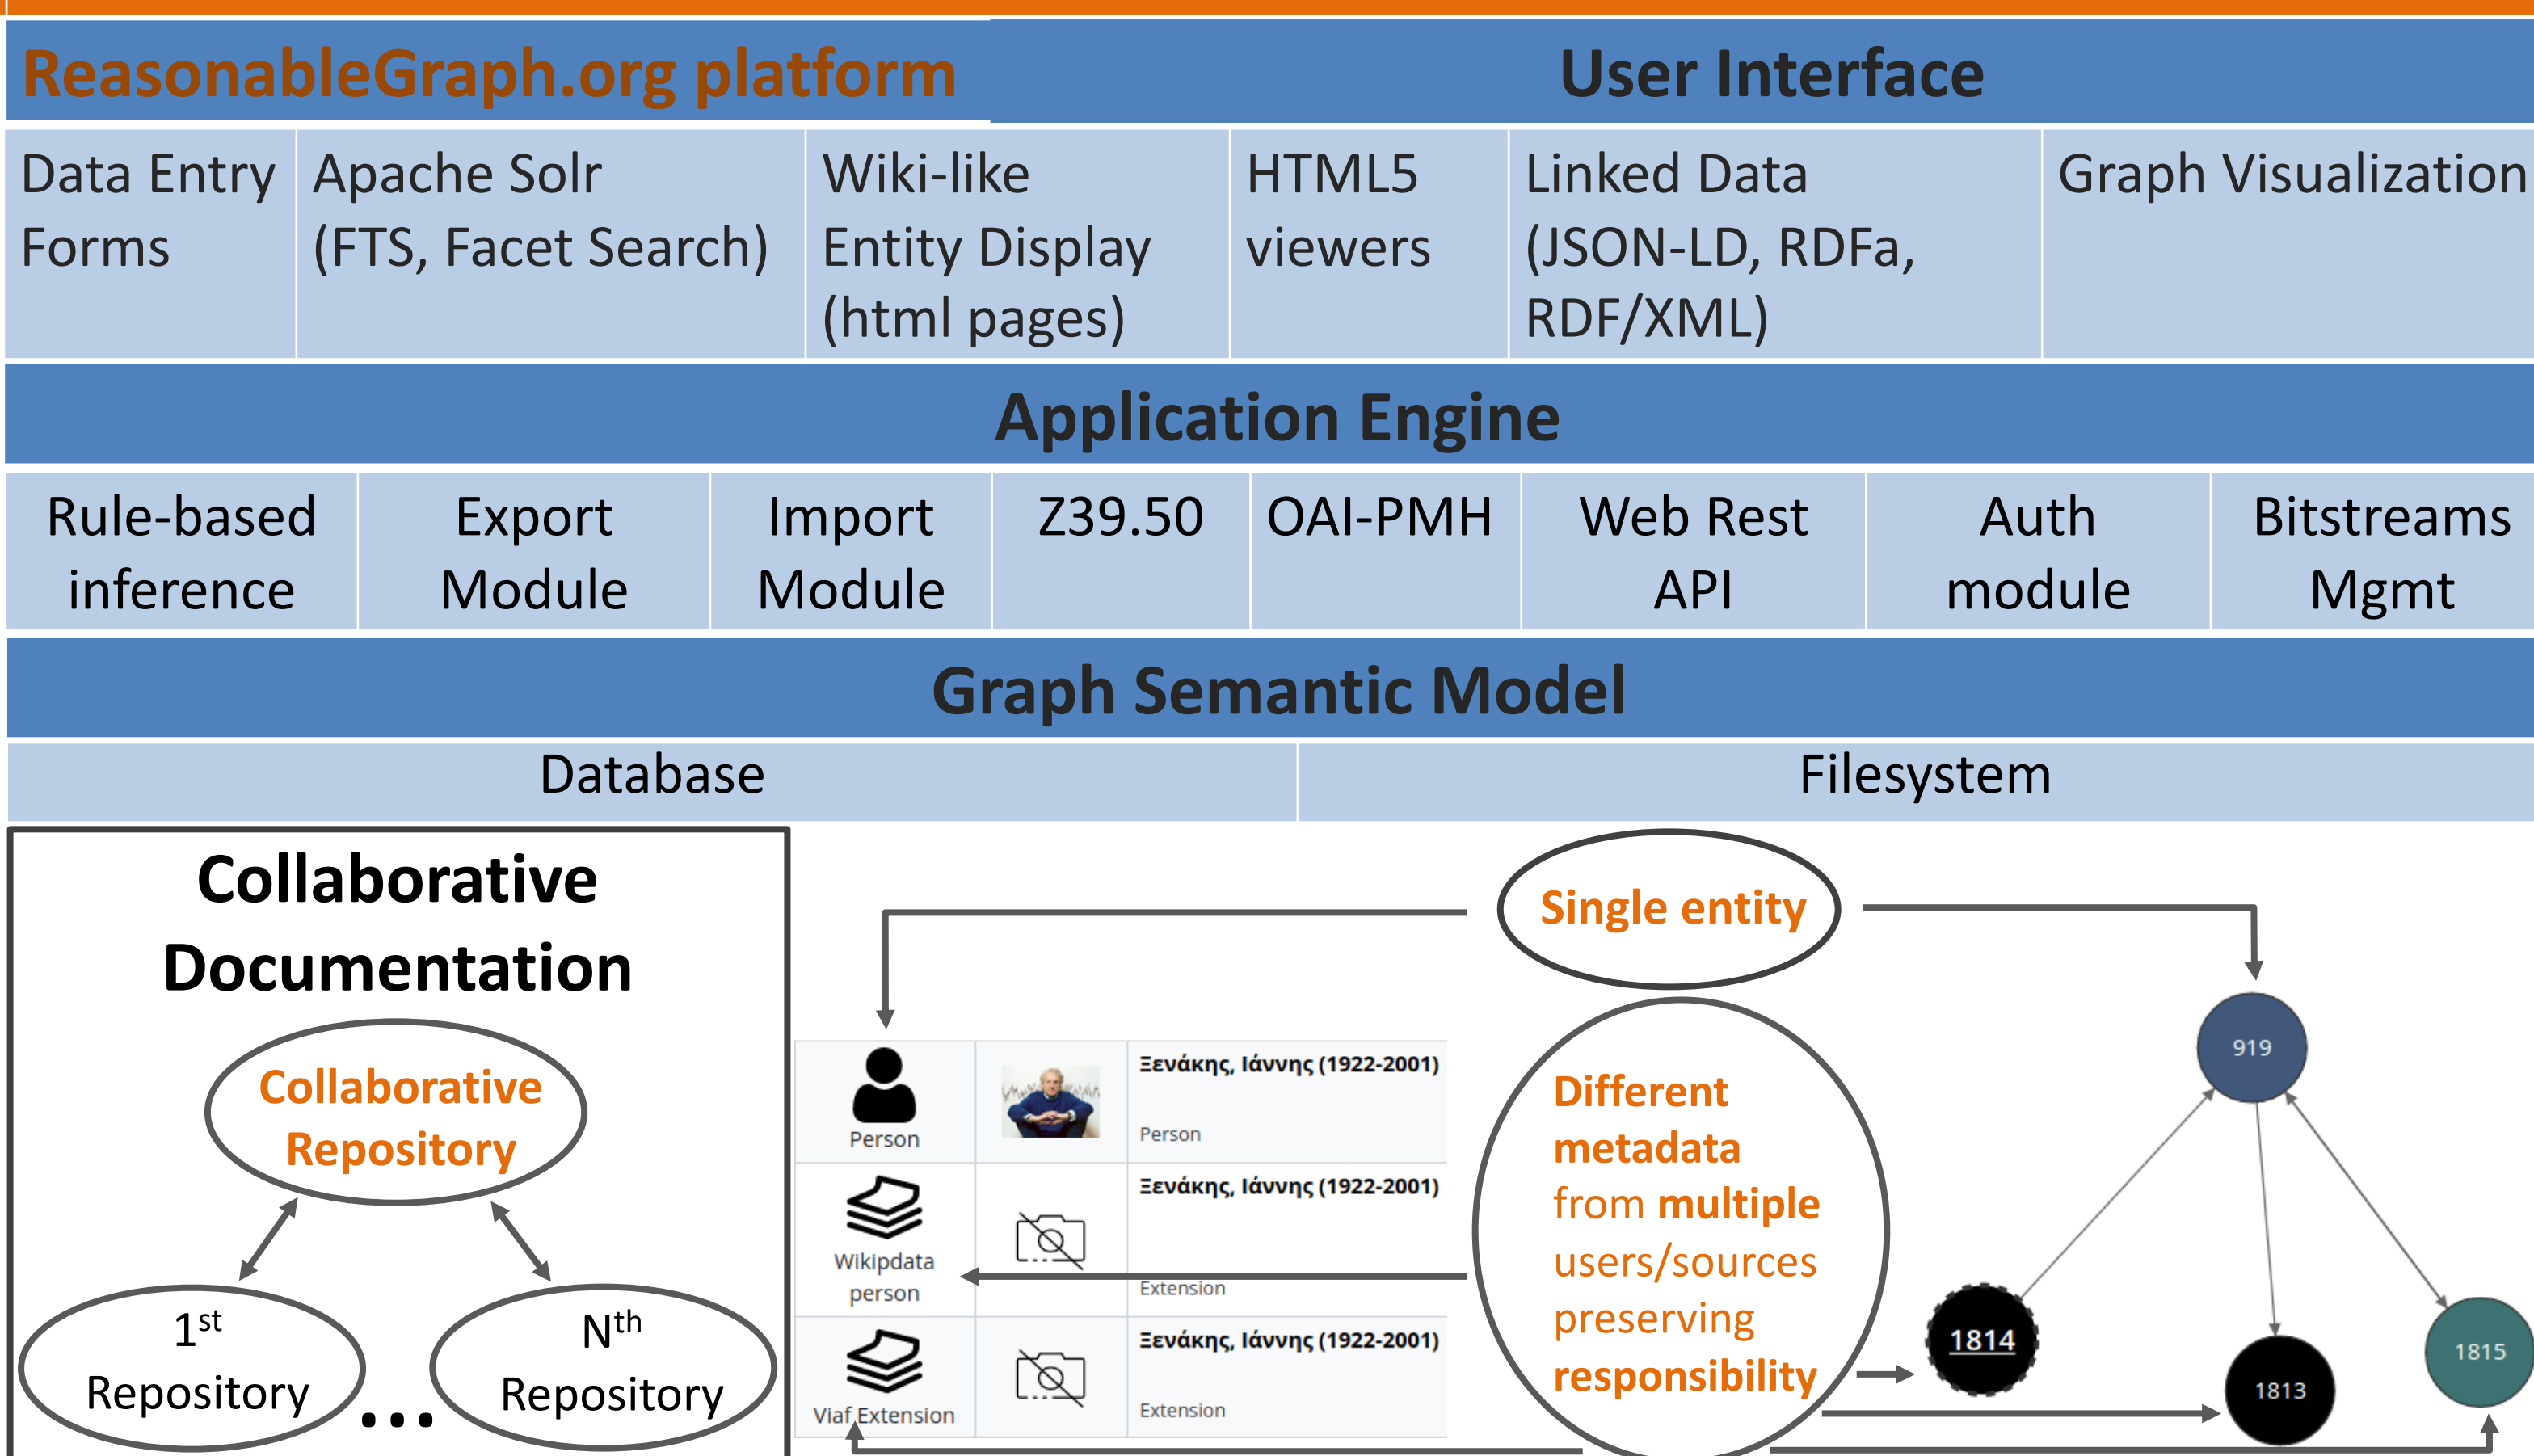 ReasonableGraph.org platform
User Interface
Data Entry
Forms
Apache Solr
(FTS, Facet Search)
Wiki-like
Entity Display
(html pages)
HTML5
viewers
Linked Data
(JSON-LD, RDFa,
RDF/XML)
Graph Visualization
Application Engine
Rule-based
inference
Export
Module
Import
Module
Z39.50
OAI-PMH
Web Rest
API
Auth
module
Bitstreams
Mgmt
Graph Semantic Model
Database
Filesystem
Collaborative
Documentation
Collaborative
Repository
1st
Repository
...
Nth
Repository
Single entity
Person
Ξενάκης, Ιάννης (1922-2001)
Person
Wikipdata
person
Ξενάκης, Ιάννης (1922-2001)
Extension
Viaf Extension
Ξενάκης, Ιάννης (1922-2001)
Extension
Different
metadata
from multiple
users/sources
preserving
responsibility
919
1814
1813
1815